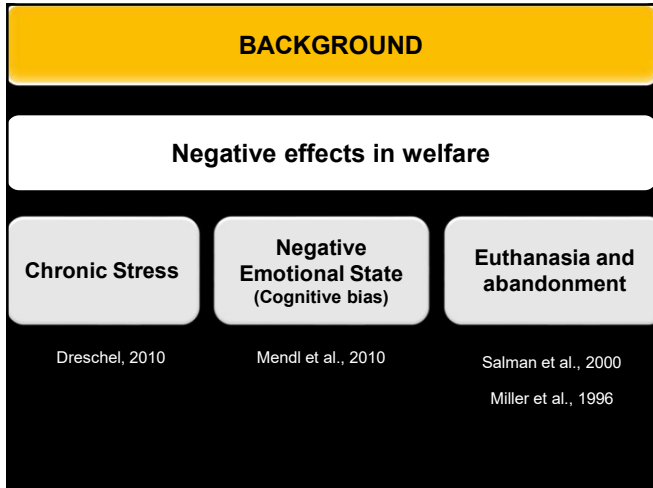 BACKGROUND
Negative effects in welfare
Chronic Stress
Negative
Emotional State
(Cognitive bias)
Euthanasia and
abandonment
Dreschel, 2010
Mendl et al., 2010
Salman et al., 2000
Miller et al., 1996